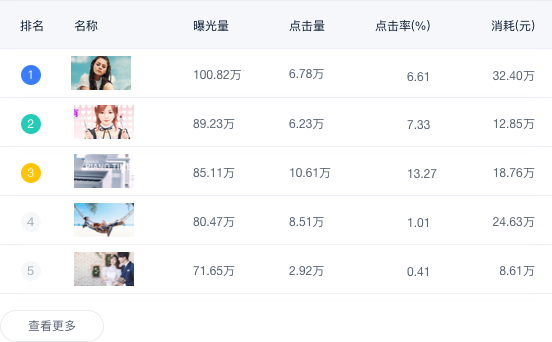 排名 名称 曝光量 点击量 点击率(%) 消耗(元)
1 100.82万 6.78万 6.61 32.40万
2 89.23万 6.23万 7.33 12.85万
3 85.11万 10.61万 13.27 18.76万
4 80.47万 8.51万 1.01 24.63万
5 71.65万 2.92万 0.41 8.61万
查看更多